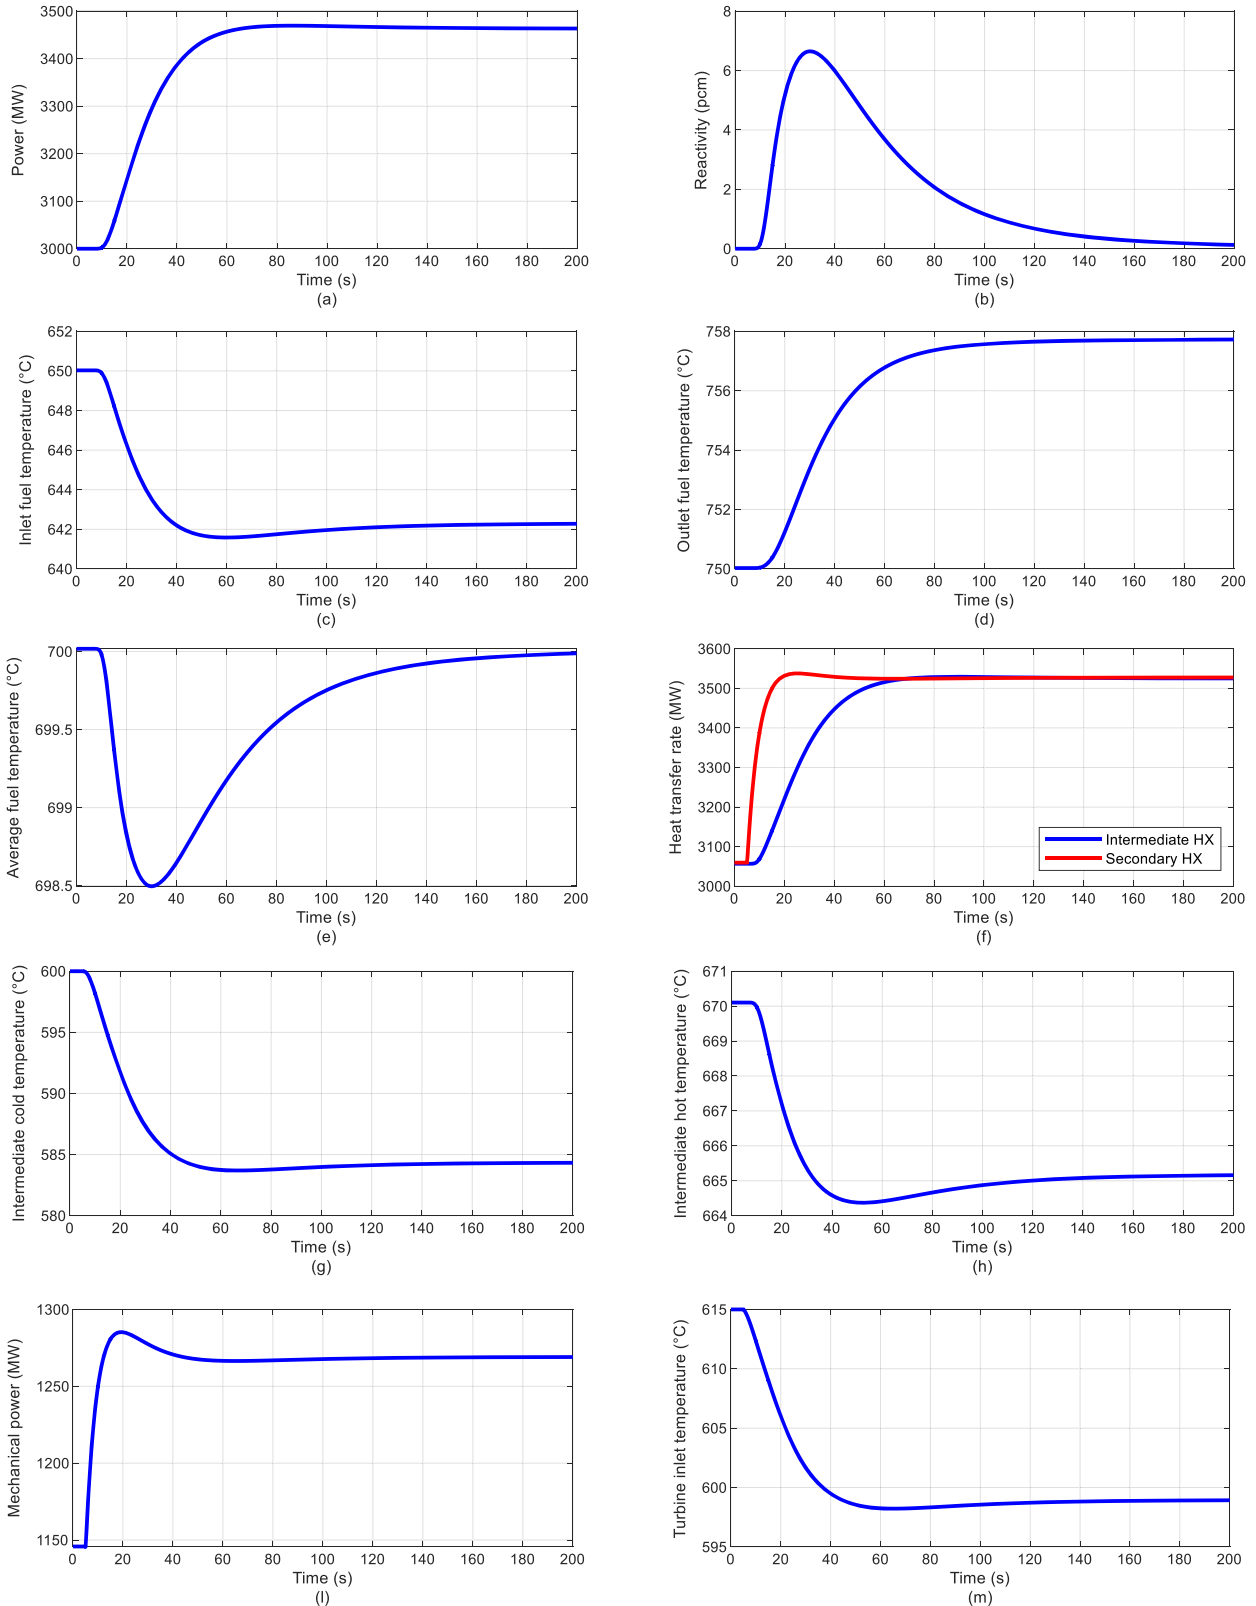 Power (MW)
3500
3400
3300
3200
3100
3000
0 20 40 60 80 100 120 140 160 180 200
Time (s)
(a)
Reactivity (pcm)
8
6
4
2
0
0 20 40 60 80 100 120 140 160 180 200
Time (s)
(b)
Inlet fuel temperature (°C)
652
650
648
646
644
642
640
0 20 40 60 80 100 120 140 160 180 200
Time (s)
(c)
Outlet fuel temperature (°C)
758
756
754
752
750
0 20 40 60 80 100 120 140 160 180 200
Time (s)
(d)
Average fuel temperature (°C)
700
699.5
699
698.5
0 20 40 60 80 100 120 140 160 180 200
Time (s)
(e)
Heat transfer rate (MW)
3600
3500
3400
3300
3200
3100
3000
Intermediate HX
Secondary HX
0 20 40 60 80 100 120 140 160 180 200
Time (s)
(f)
Intermediate cold temperature (°C)
600
595
590
585
580
0 20 40 60 80 100 120 140 160 180 200
Time (s)
(g)
Intermediate hot temperature (°C)
671
670
669
668
667
666
665
664
0 20 40 60 80 100 120 140 160 180 200
Time (s)
(h)
Mechanical power (MW)
1300
1250
1200
1150
0 20 40 60 80 100 120 140 160 180 200
Time (s)
(l)
Turbine inlet temperature (°C)
615
610
605
600
595
0 20 40 60 80 100 120 140 160 180 200
Time (s)
(m)